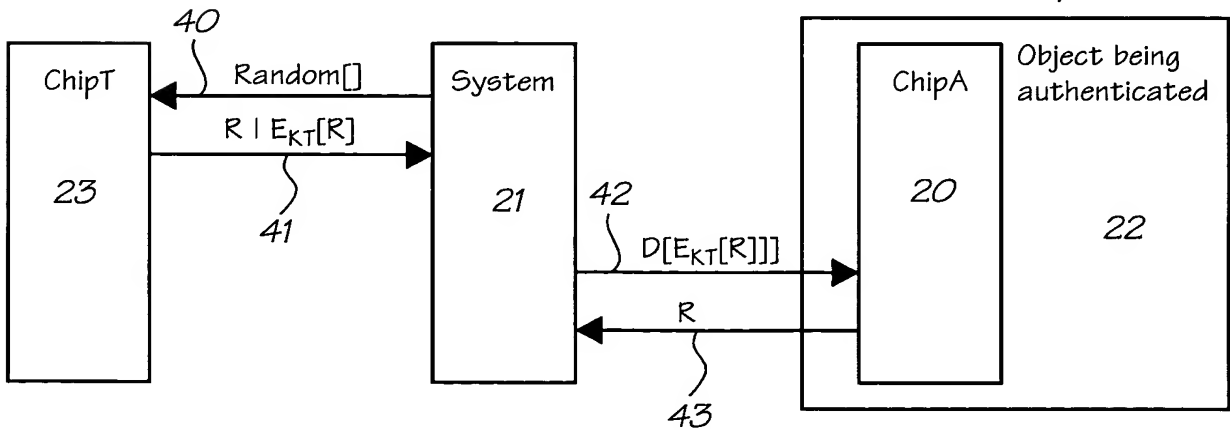 40
ChipT
Random[]
System
ChipA
Object being
authenticated
R | E_KT[R]
23
21
42
20
22
41
D[E_KT[R]]]
R
43